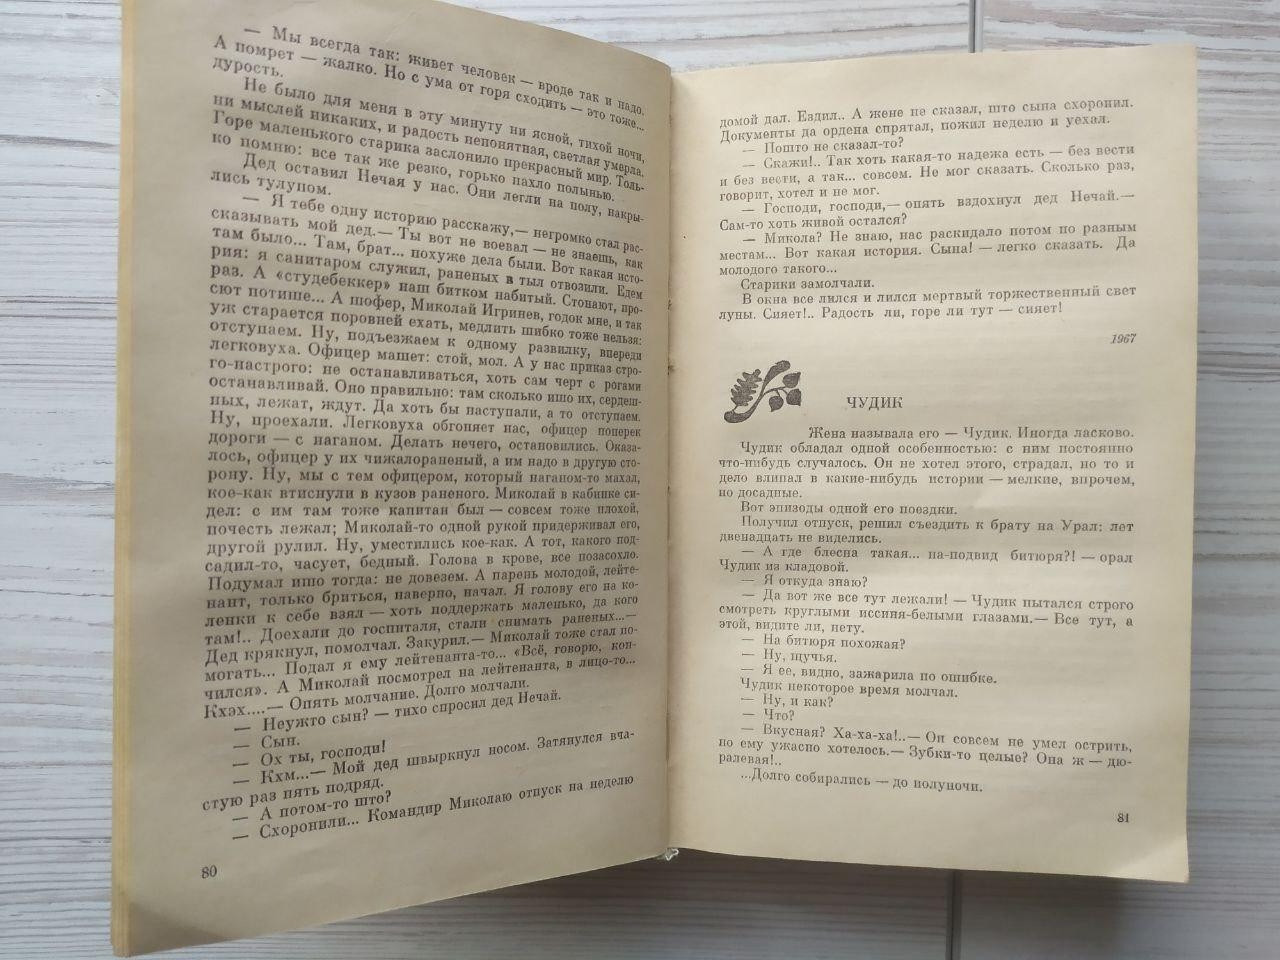 — Мы всегда так: живет человек — вроде так и надо.
А помрет — жалко. Но с ума от горя сходить — это тоже...
дурость.
Не было для меня в эту минуту ни ясной, тихой ночи,
ни мыслей никаких, и радость непонятная, светлая умерла.
Горе маленького старика заслонило прекрасный мир. Толь-
ко помню: все так же резко, горько пахло полынью.
Дед оставил Нечая у нас. Они легли на полу, накры-
лись тулупом.
— Я тебе одну историю расскажу,— негромко стал рас-
сказывать мой дед.— Ты вот не воевал — не знаешь, как
там было... Там, брат... похуже дела были. Вот какая исто-
рия: я санитаром служил, раненых в тыл отвозили. Едем
раз. А «студебеккер» наш битком набитый. Стонают, про-
сют потише... А шофер, Миколай Игринев, годок мне, и так
уж старается поровней ехать, медлить шибко тоже нельзя:
отступаем. Ну, подъезжаем к одному развилку, впереди
легковуха. Офицер машет: стой, мол. А у нас приказ стро-
го-настрого: не останавливаться, хоть сам черт с рогами
останавливай. Оно правильно: там сколько ишо их, сердеш-
ных, лежат, ждут. Да хоть бы наступали, а то отступаем.
Ну, проехали. Легковуха обгоняет нас, офицер поперек
дороги — с наганом. Делать нечего, остановились. Оказа-
лось, офицер у их чижалораненый, а им надо в другую сто-
рону. Ну, мы с тем офицером, который наганом-то махал,
кое-как втиснули в кузов раненого. Миколай в кабинке си-
дел: с им там тоже капитан был — совсем тоже плохой,
почесть лежал; Миколай-то одной рукой придерживал его,
другой рулил. Ну, уместились кое-как. А тот, какого под-
садил-то, часует, бедный. Голова в крове, все позасохло.
Подумал ишо тогда: не довезем. А парень молодой, лейте-
нант, только бриться, наверно, начал. Я голову его на ко-
ленки к себе взял — хоть поддержать маленько, да кого
там!.. Доехали до госпиталя, стали снимать раненых...—
Дед крякнул, помолчал. Закурил.— Миколай тоже стал по-
могать... Подал я ему лейтенанта-то... «Всё, говорю, кон-
чился». А Миколай посмотрел на лейтенанта, в лицо-то...
Кхэх....— Опять молчание. Долго молчали.
— Неужто сын? — тихо спросил дед Нечай.
— Сын.
— Ох ты, господи!
— Кхм...— Мой дед швыркнул носом. Затянулся вча-
стую раз пять подряд.
— А потом-то што?
— Схоронили... Командир Миколаю отпуск на неделю
80
домой дал. Ездил.. А жене не сказал, што сына схоронил.
Документы да ордена спрятал, пожил неделю и уехал.
— Пошто не сказал-то?
— Скажи!.. Так хоть какая-то надежа есть — без вести
и без вести, а так... совсем. Не мог сказать. Сколько раз,
говорит, хотел и не мог.
— Господи, господи,— опять вздохнул дед Нечай.—
Сам-то хоть живой остался?
— Микола? Не знаю, нас раскидало потом по разным
местам... Вот какая история. Сына! — легко сказать. Да
молодого такого...
Старики замолчали.
В окна все лился и лился мертвый торжественный свет
луны. Сияет!.. Радость ли, горе ли тут — сияет!
1967
ЧУДИК
Жена называла его — Чудик. Иногда ласково.
Чудик обладал одной особенностью: с ним постоянно
что-нибудь случалось. Он не хотел этого, страдал, но то и
дело влипал в какие-нибудь истории — мелкие, впрочем,
но досадные.
Вот эпизоды одной его поездки.
Получил отпуск, решил съездить к брату на Урал: лет
двенадцать не виделись.
— А где блесна такая... на-подвид битюря?! — орал
Чудик из кладовой.
— Я откуда знаю?
— Да вот же все тут лежали! — Чудик пытался строго
смотреть круглыми иссиня-белыми глазами.— Все тут, а
этой, видите ли, нету.
— На битюря похожая?
— Ну, щучья.
— Я ее, видно, зажарила по ошибке.
Чудик некоторое время молчал.
— Ну, и как?
— Что?
— Вкусная? Ха-ха-ха!..— Он совсем не умел острить,
но ему ужасно хотелось.— Зубки-то целые? Она ж — дю-
ралевая!..
...Долго собирались — до полуночи.
81